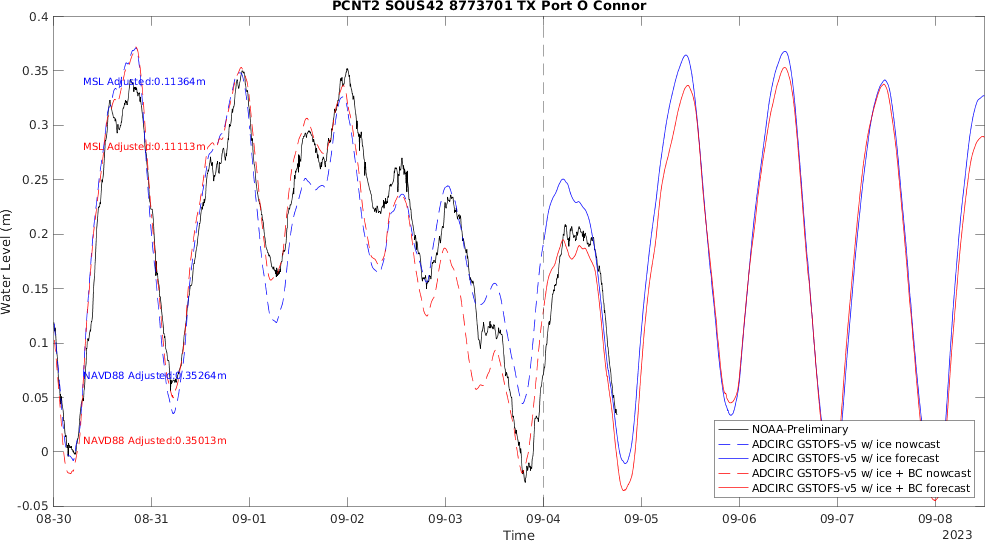 PCNT2 SOUS42 8773701 TX Port O Connor
0.4
0.35
0.3
0.25
0.2
0.15
0.1
0.05
0
-0.05
Water Level (m)
MSL Adjusted:0.11364m
MSL Adjusted:0.11113m
NAVD88 Adjusted:0.35264m
NAVD88 Adjusted:0.35013m
NOAA-Preliminary
ADCIRC GSTOFS-v5 w/ ice nowcast
ADCIRC GSTOFS-v5 w/ ice forecast
ADCIRC GSTOFS-v5 w/ ice + BC nowcast
ADCIRC GSTOFS-v5 w/ ice + BC forecast
08-30 08-31 09-01 09-02 09-03 09-04 09-05 09-06 09-07 09-08
Time
2023